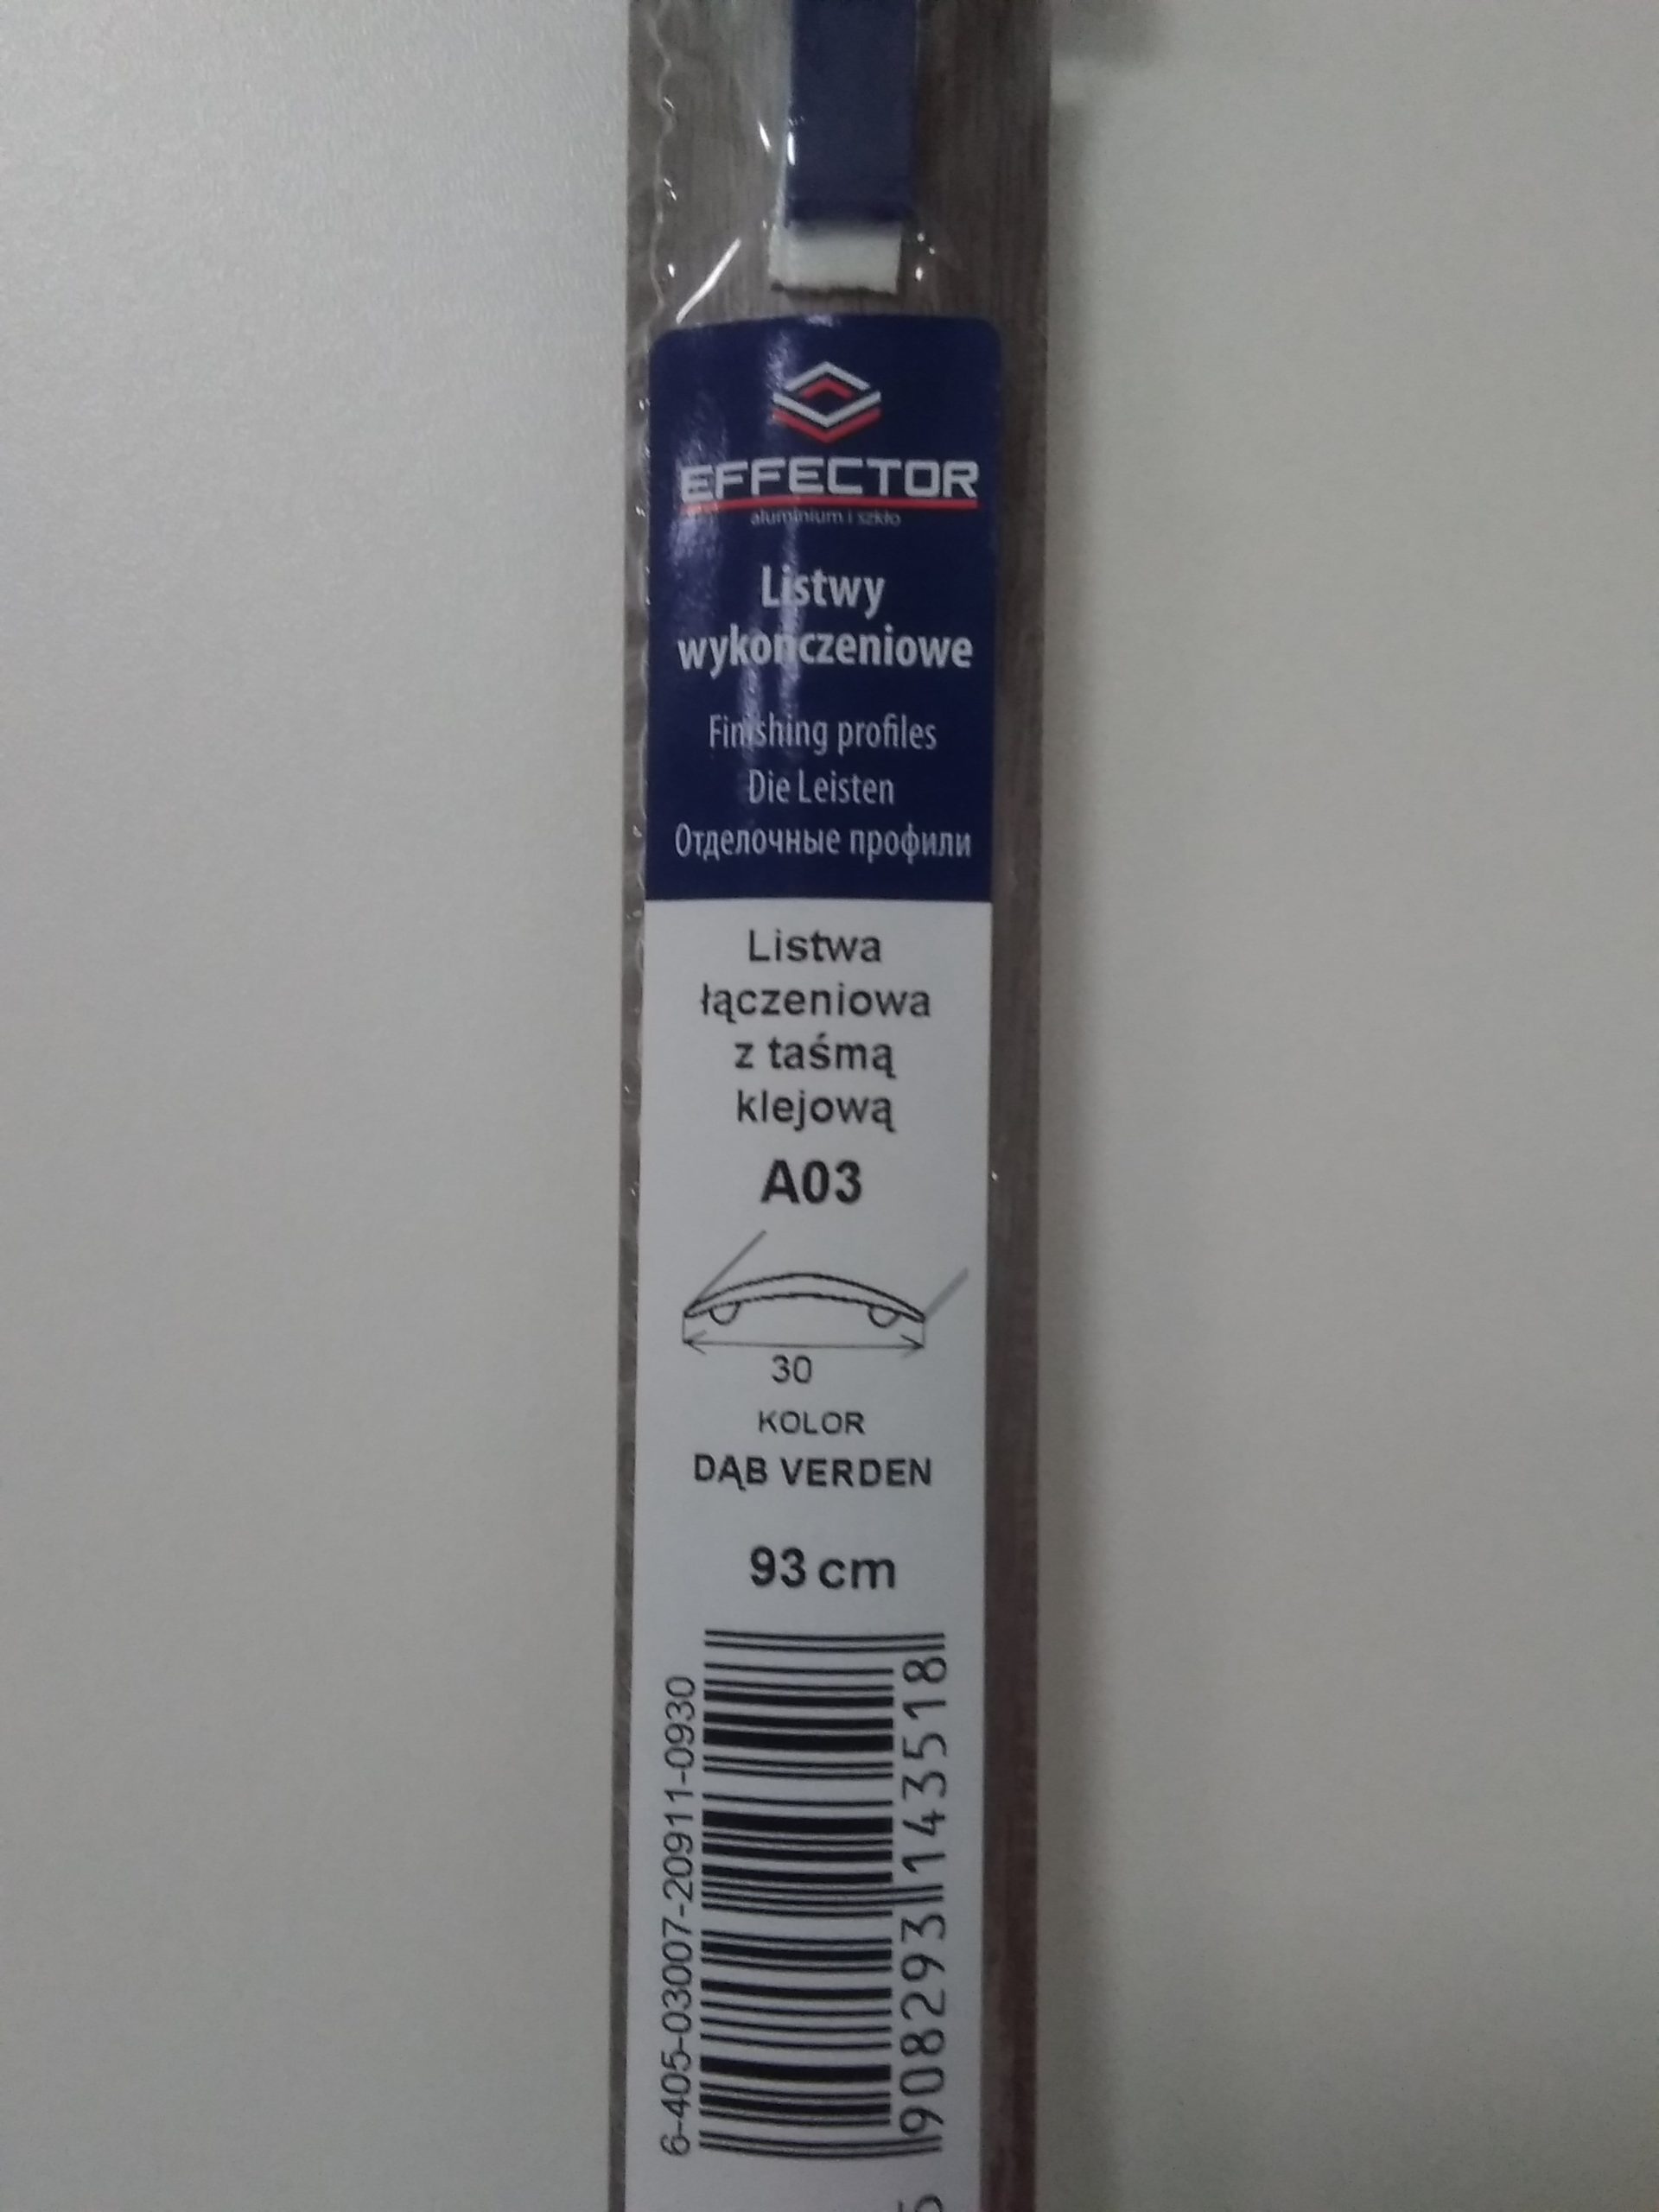 EFFECTOR
aluminium i szkło
Listwy
wykończeniowe
Finishing profiles
Die Leisten
Отделочные профили
Listwa
łączeniowa
z taśmą
klejową
A03
30
KOLOR
DĄB VERDEN
93 cm
6-405-03007-20911-0930
5 908293 143518